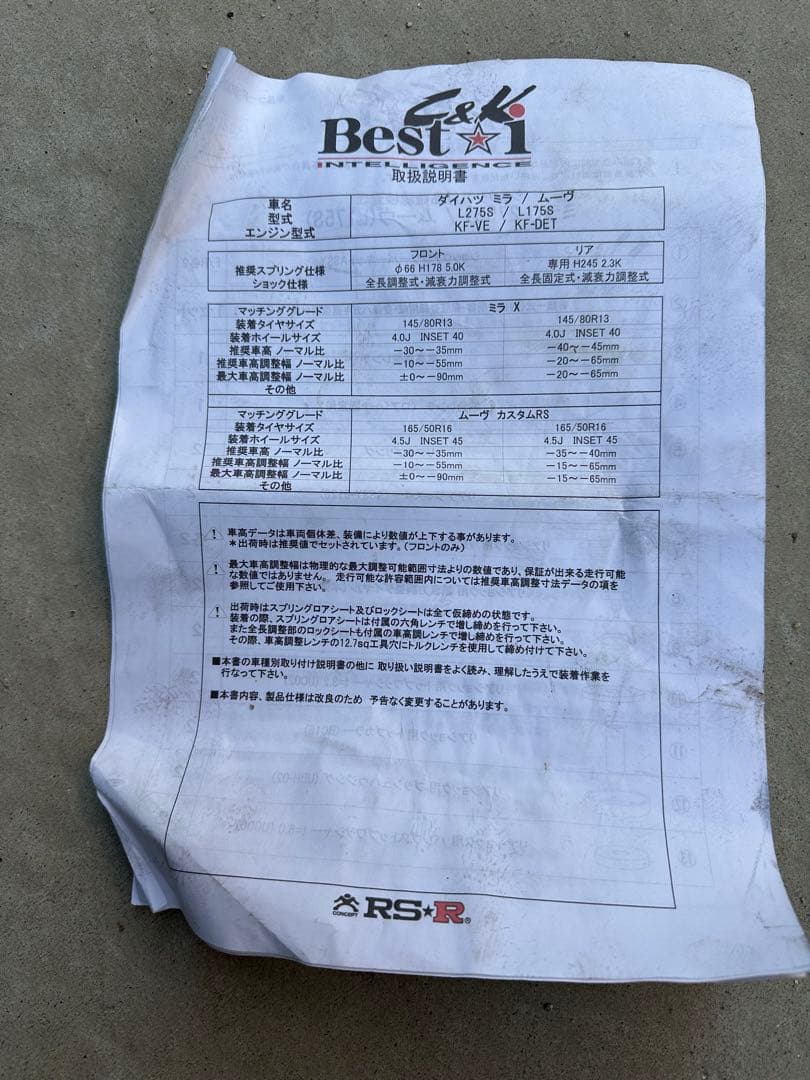 C&K
Best★i
INTELLIGENCE
取扱説明書
車名 ダイハツ ミラ / ムーヴ
型式 L275S / L175S
エンジン型式 KF-VE / KF-DET
フロント リア
推奨スプリング仕様 φ66 H178 5.0K 専用 H245 2.3K
ショック仕様 全長調整式・減衰力調整式 全長固定式・減衰力調整式
マッチンググレード ミラ X
装着タイヤサイズ 145/80R13 145/80R13
装着ホイールサイズ 4.0J INSET 40 4.0J INSET 40
推奨車高 ノーマル比 －30～－35mm －40～－45mm
推奨車高調整幅 ノーマル比 －10～－55mm －20～－65mm
最大車高調整幅 ノーマル比 ±0～－90mm －20～－65mm
その他
マッチンググレード ムーヴ カスタムRS
装着タイヤサイズ 165/50R16 165/50R16
装着ホイールサイズ 4.5J INSET 45 4.5J INSET 45
推奨車高 ノーマル比 －30～－35mm －35～－40mm
推奨車高調整幅 ノーマル比 －10～－55mm －15～－65mm
最大車高調整幅 ノーマル比 ±0～－90mm －15～－65mm
その他
! 車高データは車両個体差、装備により数値が上下する事があります。
＊出荷時は推奨値でセットされています。(フロントのみ)
! 最大車高調整幅は物理的な最大調整可能範囲寸法よりの数値であり、保証が出来る走行可能
な数値ではありません。 走行可能な許容範囲内については推奨車高調整寸法データの項を
参照してご使用下さい。
! 出荷時はスプリングロアシート及びロックシートは全て仮締めの状態です。
装着の際、スプリングロアシートは付属の六角レンチで増し締めを行って下さい。
また全長調整部のロックシートも付属の車高調レンチで増し締めを行って下さい。
その際、車高調整レンチの12.7sq工具穴にトルクレンチを使用して締め付けて下さい。
■本書の車種別取り付け説明書の他に 取り扱い説明書をよく読み、理解したうえで装着作業を
行なって下さい。
■本書内容、製品仕様は改良のため 予告なく変更することがあります。
CONCEPT RS★R®